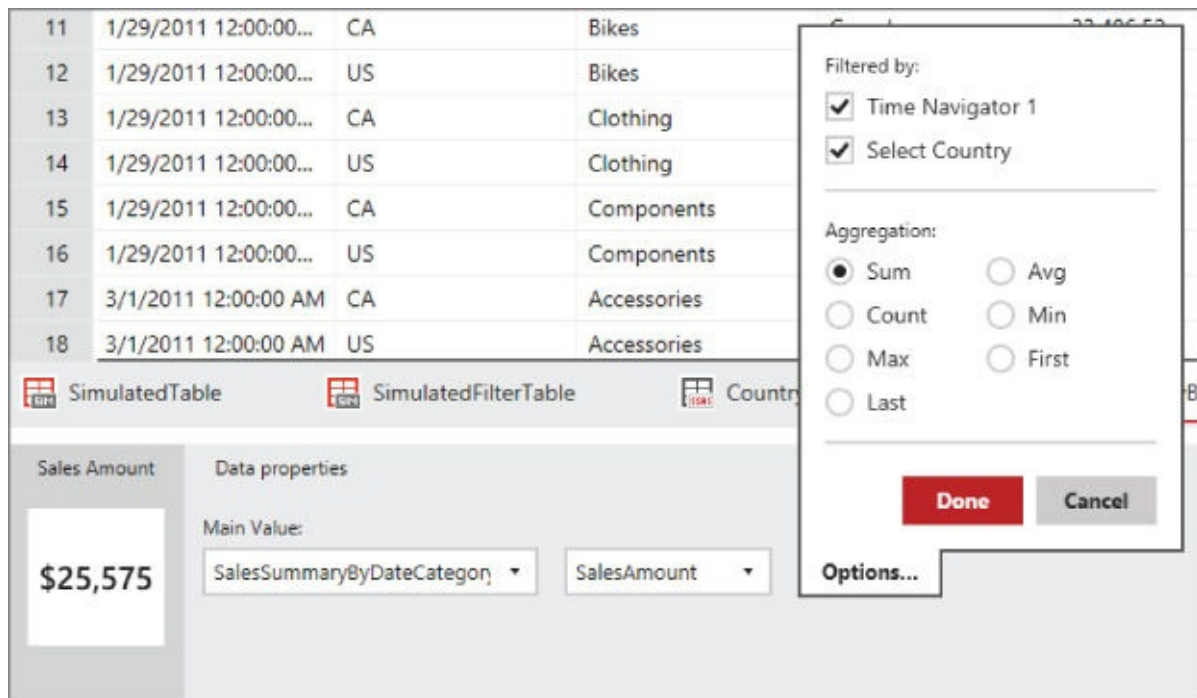 11 1/29/2011 12:00:00... CA Bikes
12 1/29/2011 12:00:00... US Bikes
13 1/29/2011 12:00:00... CA Clothing
14 1/29/2011 12:00:00... US Clothing
15 1/29/2011 12:00:00... CA Components
16 1/29/2011 12:00:00... US Components
17 3/1/2011 12:00:00 AM CA Accessories
18 3/1/2011 12:00:00 AM US Accessories
Filtered by:
Time Navigator 1
Select Country
Aggregation:
Sum Avg
Count Min
Max First
Last
Done Cancel
Options...
SimulatedTable SimulatedFilterTable Countr
Sales Amount Data properties
Main Value:
$25,575 SalesSummaryByDateCategory SalesAmount